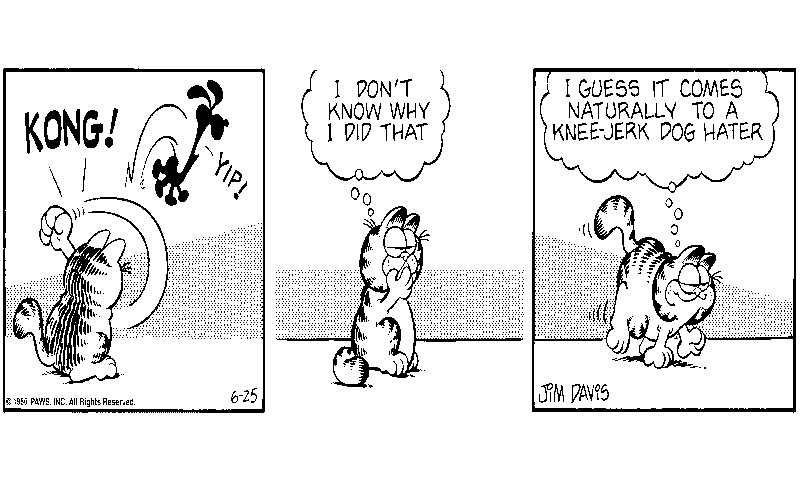 KONG!
YIP!
© 1986 PAWS, INC. All Rights Reserved.
6-25
I DON'T
KNOW WHY
I DID THAT
I GUESS IT COMES
NATURALLY TO A
KNEE-JERK DOG HATER
JIM DAVIS